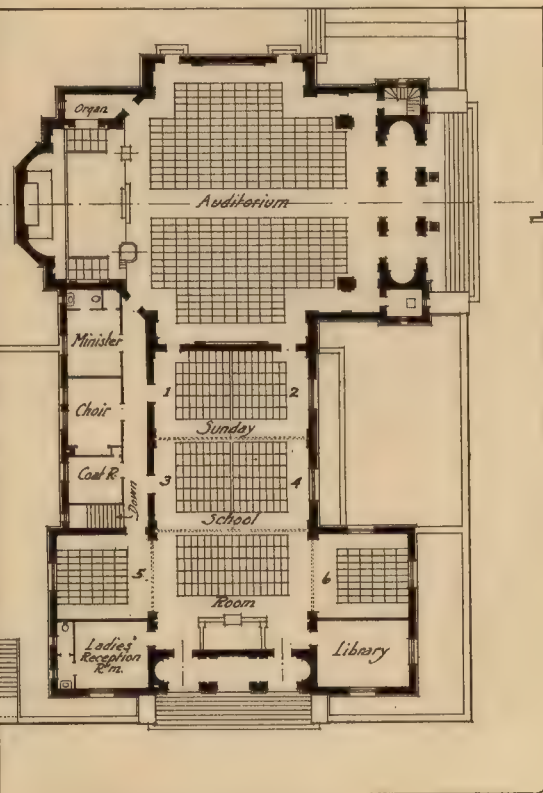 Organ
Auditorium
Minister
1
2
Choir
Sunday
Coat R.
3
4
Down
School
5
6
Room
Ladies'
Reception
R'm.
Library